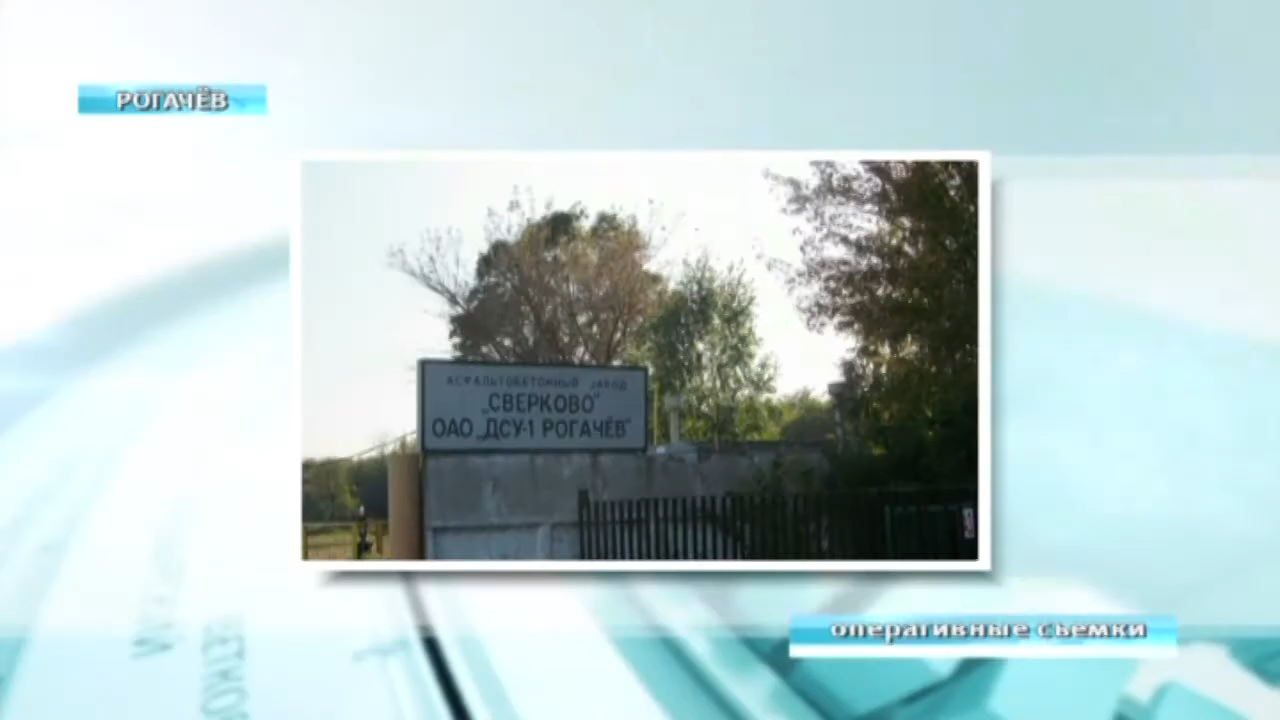 РОГАЧЁВ
АСФАЛЬТОБЕТОННЫЙ ЗАВОД
„СВЕРКОВО"
ОАО „ДСУ-1 РОГАЧЁВ"
оперативные съемки